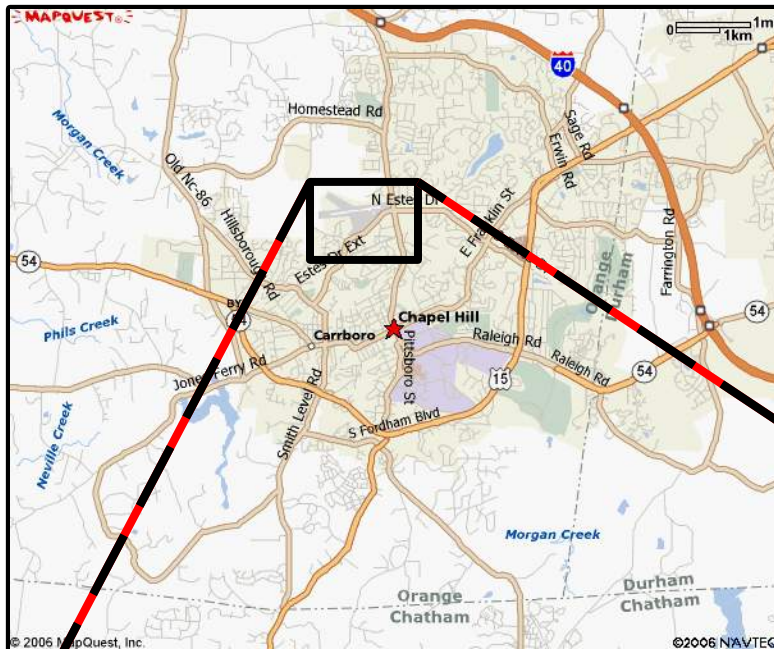 MAPQUEST
0 1m
1km
40
Homestead Rd
Sage Rd
Morgan Creek
Erwin Rd
Old Nc-86
N Estes Dr
E Franklin St
Hillsborough Rd
Estes Dr Ext
Farrington Rd
54
Orange
Durham
BY
54
54
Phils Creek
Chapel Hill
Carrboro
Raleigh Rd
Pittsboro St
Jones Ferry Rd
Raleigh Rd
54
15
Smith Level Rd
S Fordham Blvd
Neville Creek
Morgan Creek
Durham
Chatham
Orange
Chatham
© 2006 MapQuest, Inc.
©2006 NAVTEQ